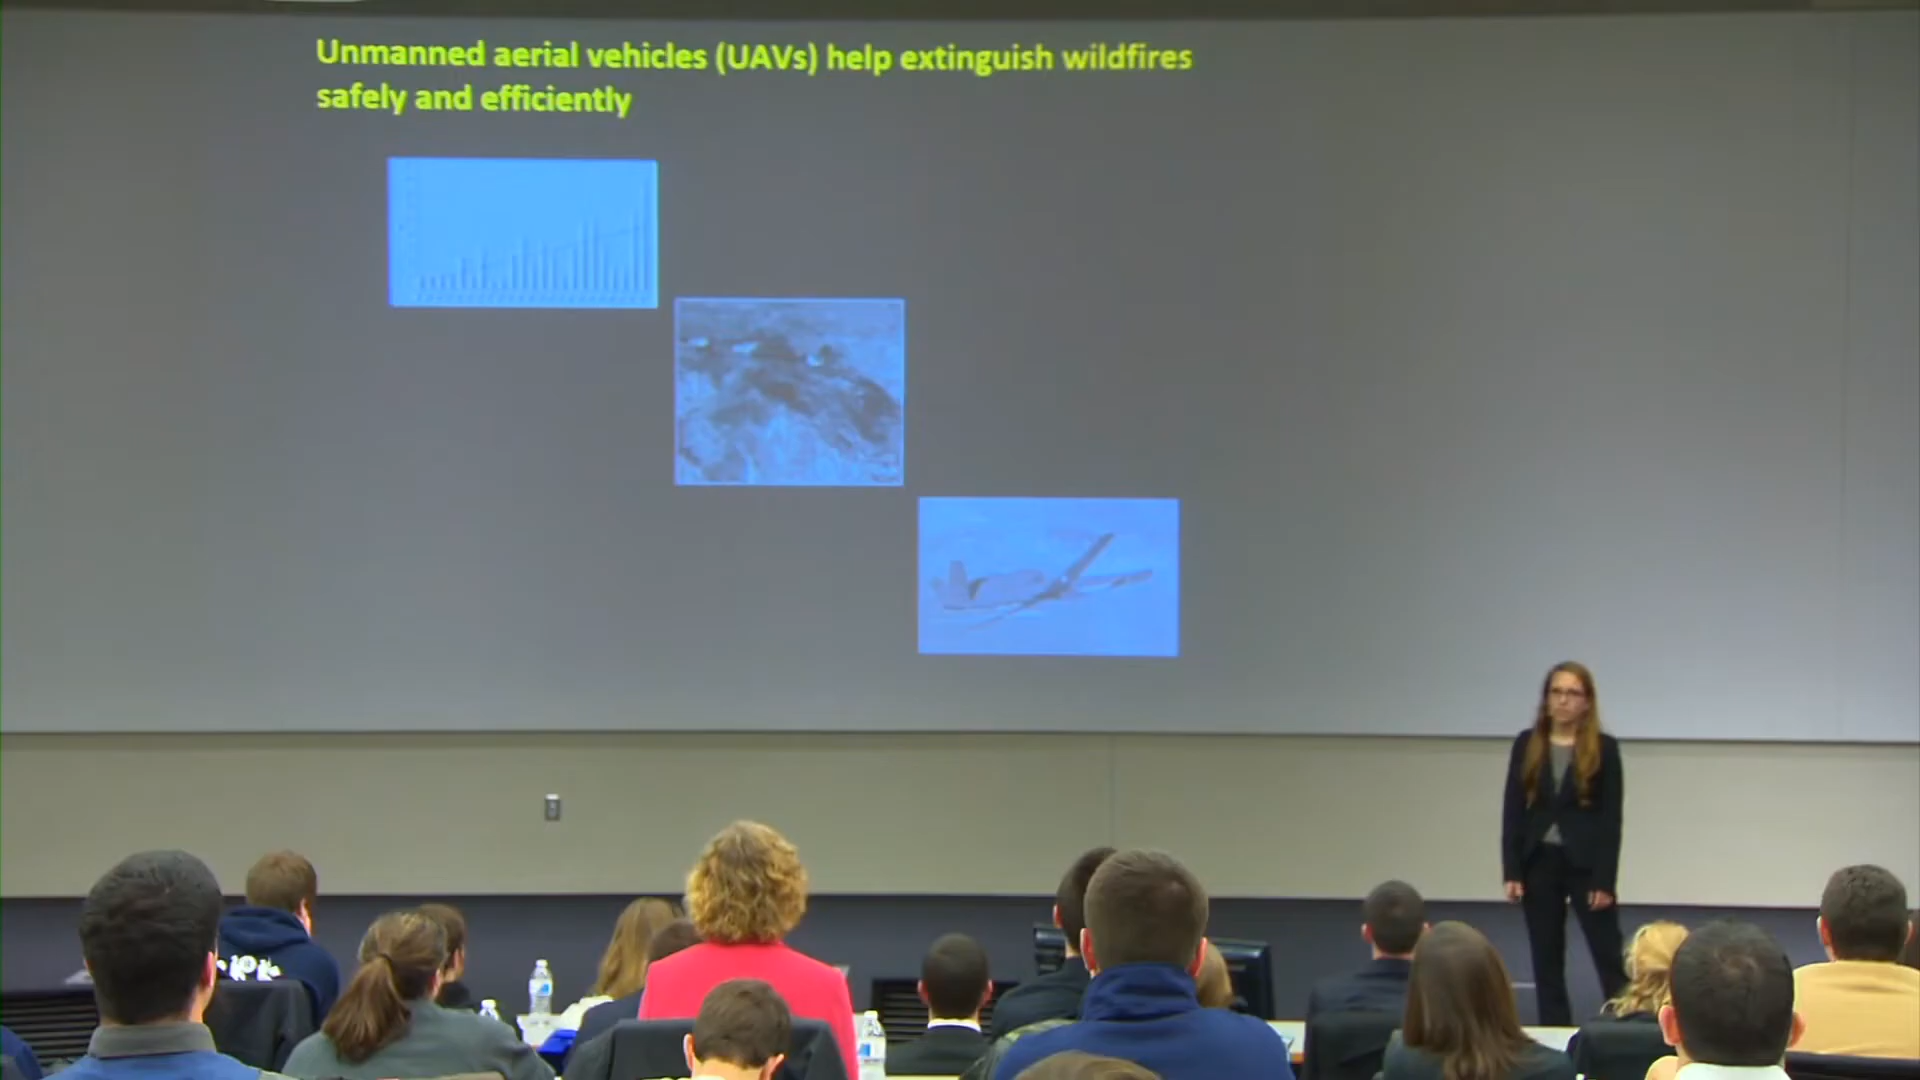 Unmanned aerial vehicles (UAVs) help extinguish wildfires
safely and efficiently